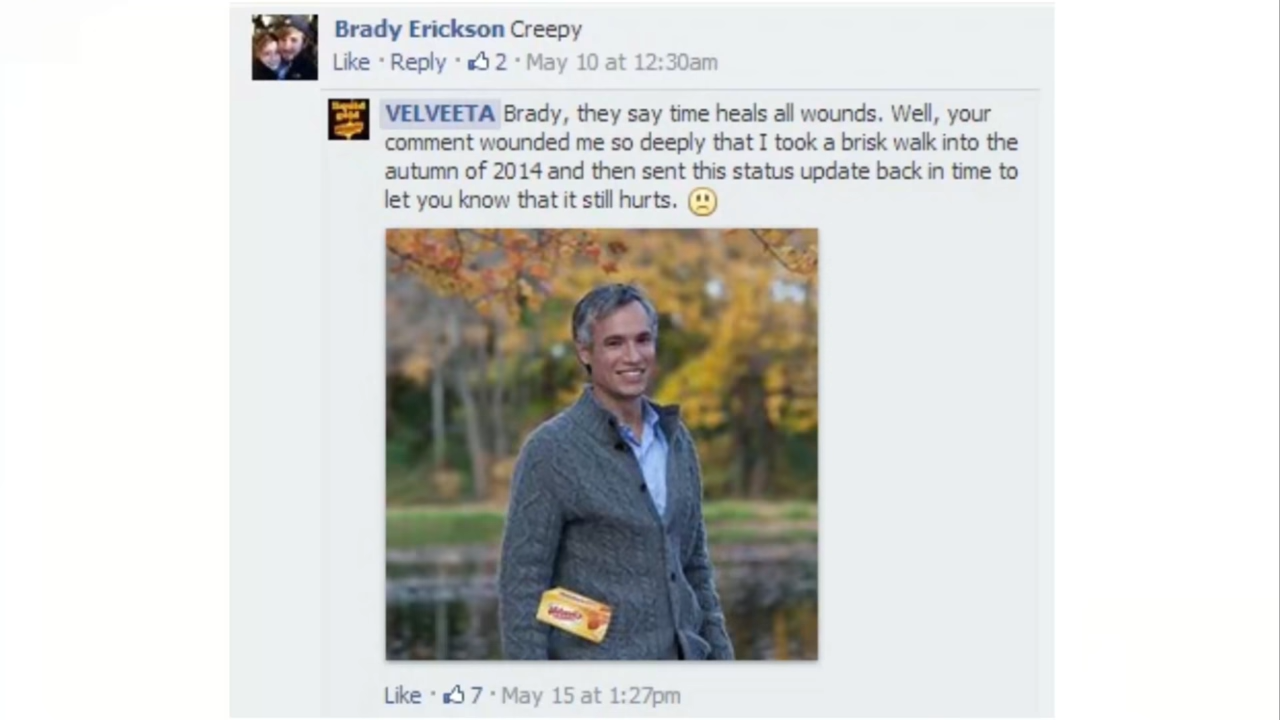 Brady Erickson Creepy
Like · Reply · 2 · May 10 at 12:30am
VELVEETA Brady, they say time heals all wounds. Well, your
comment wounded me so deeply that I took a brisk walk into the
autumn of 2014 and then sent this status update back in time to
let you know that it still hurts.
Velveeta
Like · 7 · May 15 at 1:27pm